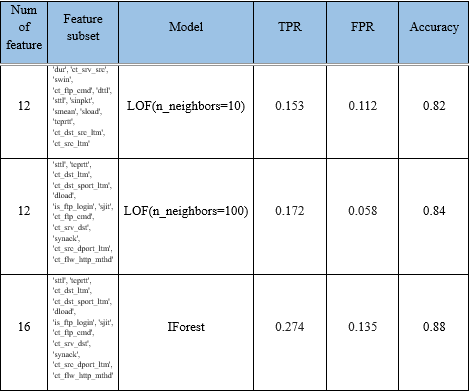 Num of feature
Feature subset
Model
TPR
FPR
Accuracy
12
'dur', 'ct_srv_src',
'swin',
'ct_ftp_cmd', 'dttl',
'sttl', 'sinpkt',
'smean', 'sload',
'tcprtt',
'ct_dst_src_ltm',
'ct_src_ltm'
LOF(n_neighbors=10)
0.153
0.112
0.82
12
'sttl', 'tcprtt',
'ct_dst_ltm',
'ct_dst_sport_ltm',
'dload',
'is_ftp_login', 'sjit',
'ct_ftp_cmd',
'ct_srv_dst',
'synack',
'ct_src_dport_ltm',
'ct_flw_http_mthd'
LOF(n_neighbors=100)
0.172
0.058
0.84
16
'sttl', 'tcprtt',
'ct_dst_ltm',
'ct_dst_sport_ltm',
'dload',
'is_ftp_login', 'sjit',
'ct_ftp_cmd',
'ct_srv_dst',
'synack',
'ct_src_dport_ltm',
'ct_flw_http_mthd'
IForest
0.274
0.135
0.88